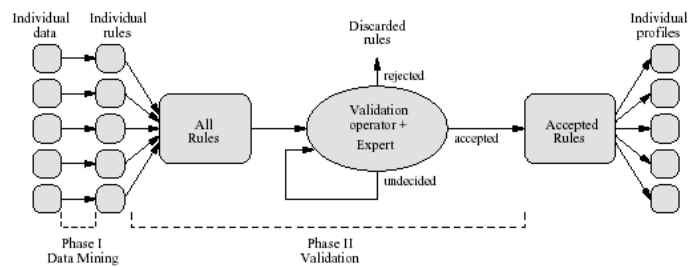 Individual
data
Individual
rules
Discarded
rules
Individual
profiles
rejected
All
Rules
Validation
operator +
Expert
accepted
Accepted
Rules
undecided
Phase I
Data Mining
Phase II
Validation